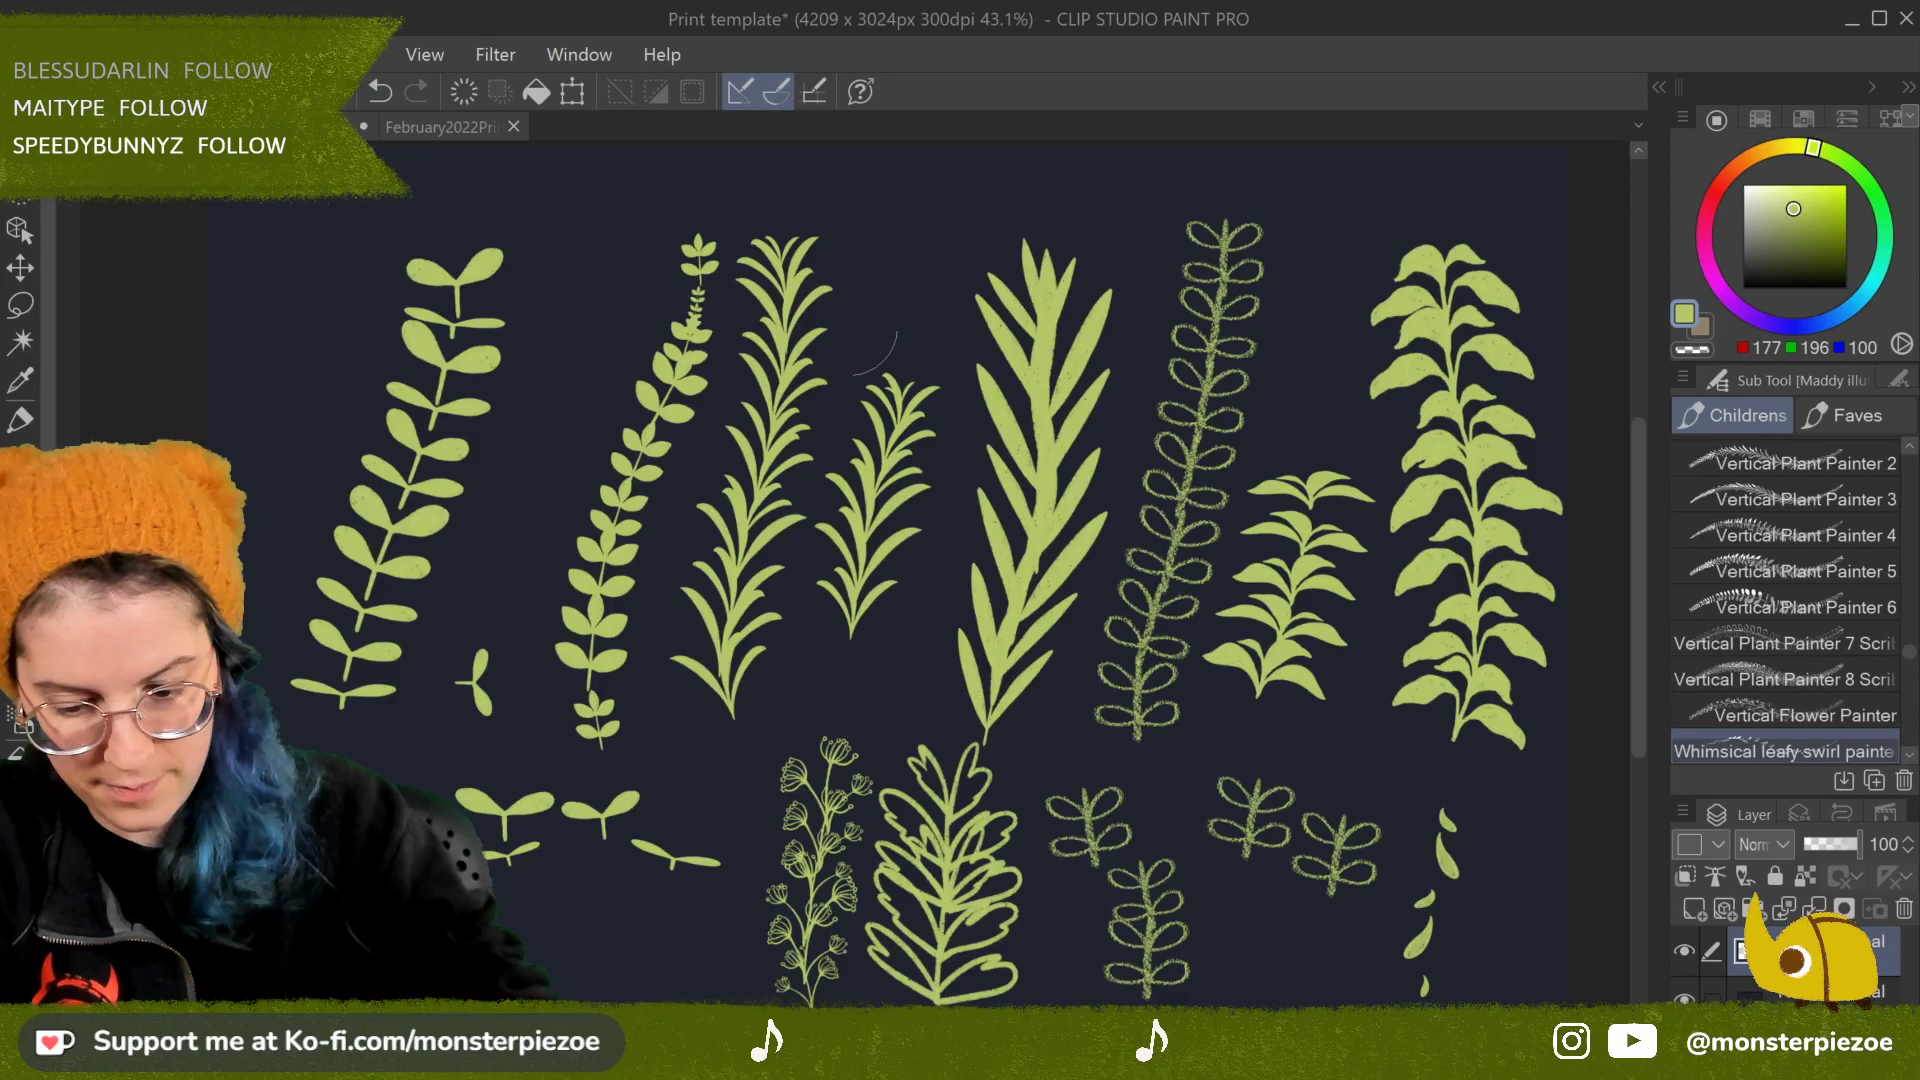 Print template* (4209 x 3024px 300dpi 43.1%) - CLIP STUDIO PAINT PRO
BLESSUDARLIN FOLLOW
MAITYPE FOLLOW
SPEEDYBUNNYZ FOLLOW
View Filter Window Help
February2022Pri
177 196 100
Sub Tool [Maddy illu
Childrens Faves
Vertical Plant Painter 2
Vertical Plant Painter 3
Vertical Plant Painter 4
Vertical Plant Painter 5
Vertical Plant Painter 6
Vertical Plant Painter 7 Scri
Vertical Plant Painter 8 Scri
Vertical Flower Painter
Whimsical leafy swirl painte
Layer
Norm 100
al
al
Support me at Ko-fi.com/monsterpiezoe
@monsterpiezoe